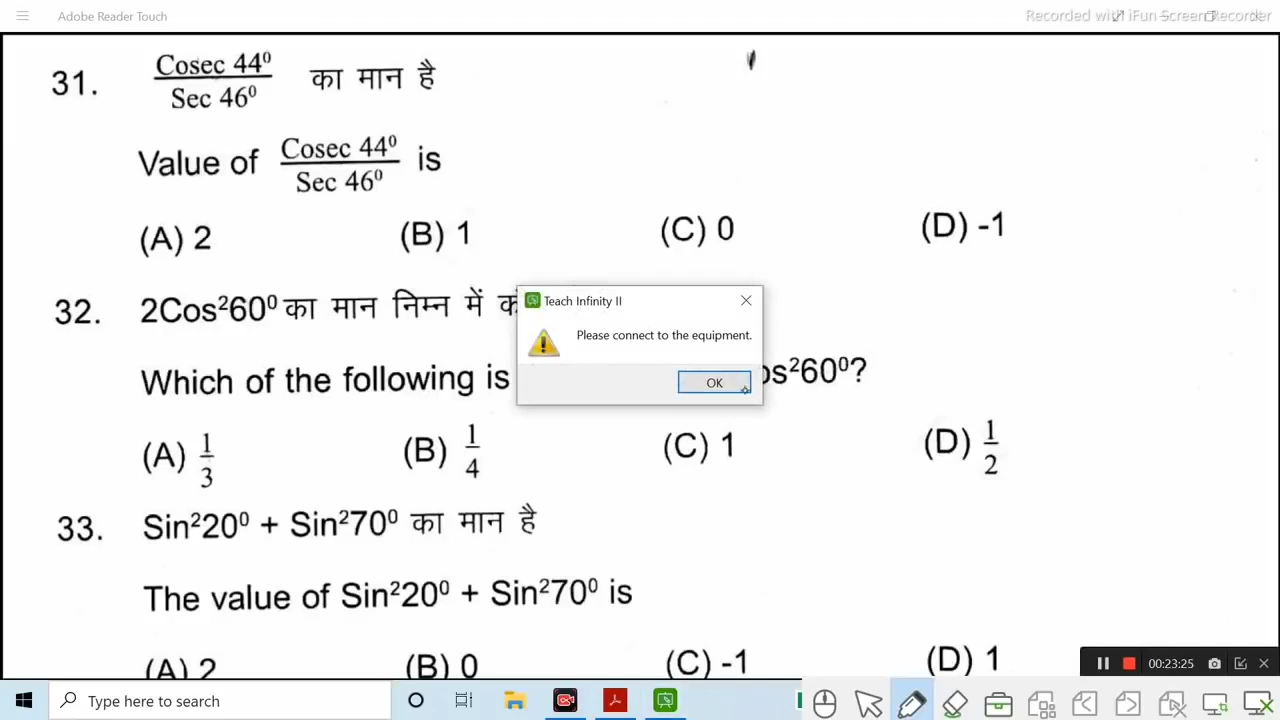 Adobe Reader Touch
Recorded with iFun Screen Recorder
31. Cosec 44⁰ / Sec 46⁰ का मान है
Value of Cosec 44⁰ / Sec 46⁰ is
(A) 2 (B) 1 (C) 0 (D) -1
32. 2Cos²60⁰ का मान निम्न में
Teach Infinity II
Please connect to the equipment.
OK
Which of the following is os²60⁰?
(A) 1/3 (B) 1/4 (C) 1 (D) 1/2
33. Sin²20⁰ + Sin²70⁰ का मान है
The value of Sin²20⁰ + Sin²70⁰ is
(A) 2 (B) 0 (C) -1 (D) 1
00:23:25
Type here to search